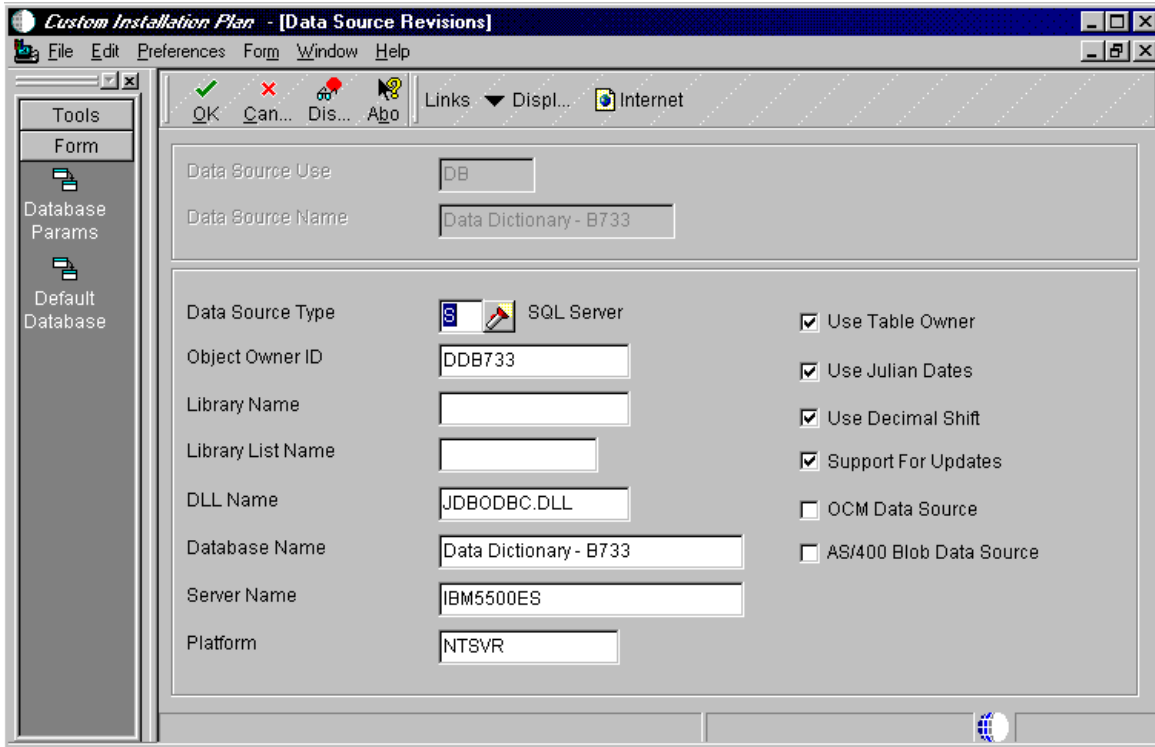 Custom Installation Plan - [Data Source Revisions]
File Edit Preferences Form Window Help
Tools
Form
Database Params
Default Database
OK Can... Dis... Abo Links Displ... Internet
Data Source Use DB
Data Source Name Data Dictionary - B733
Data Source Type S SQL Server
Object Owner ID DDB733
Library Name
Library List Name
DLL Name JDBODBC.DLL
Database Name Data Dictionary - B733
Server Name IBM5500ES
Platform NTSVR
Use Table Owner
Use Julian Dates
Use Decimal Shift
Support For Updates
OCM Data Source
AS/400 Blob Data Source